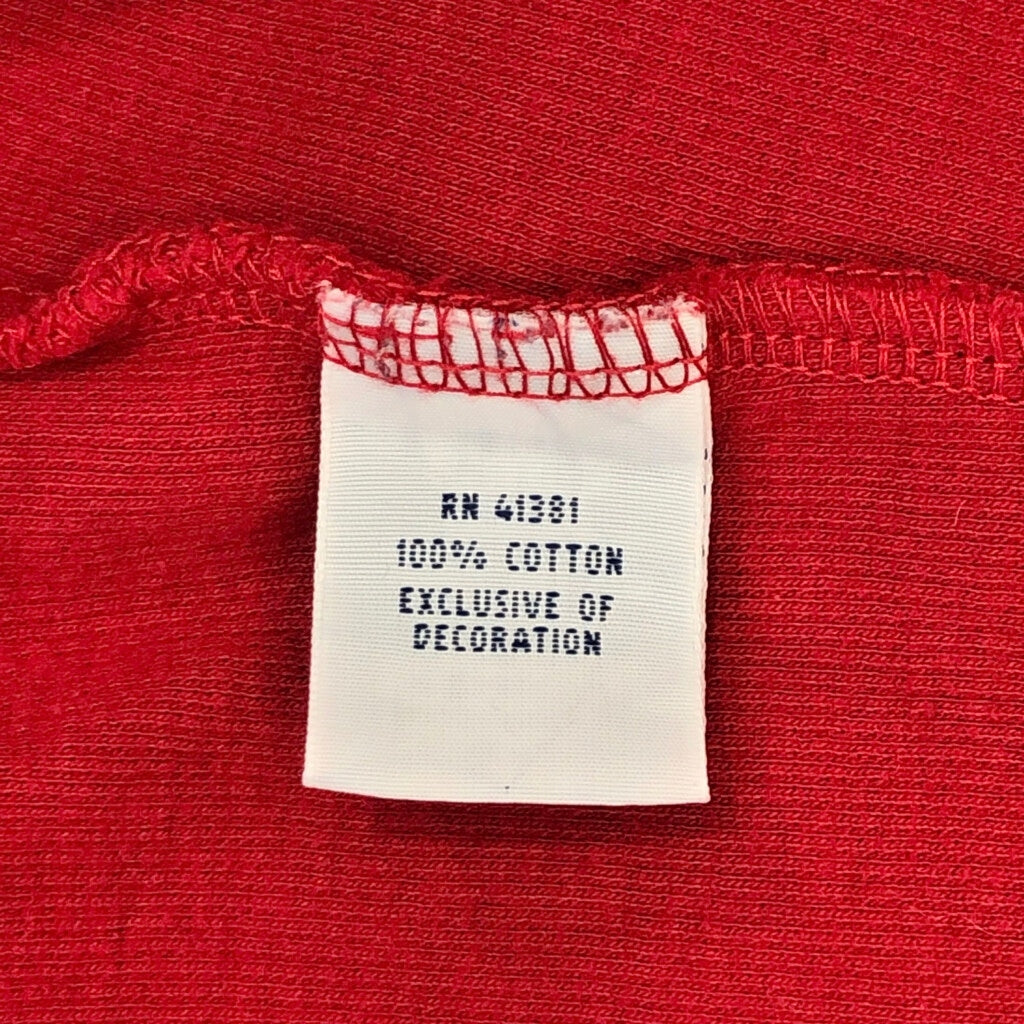 RN 41381
100% COTTON
EXCLUSIVE OF
DECORATION